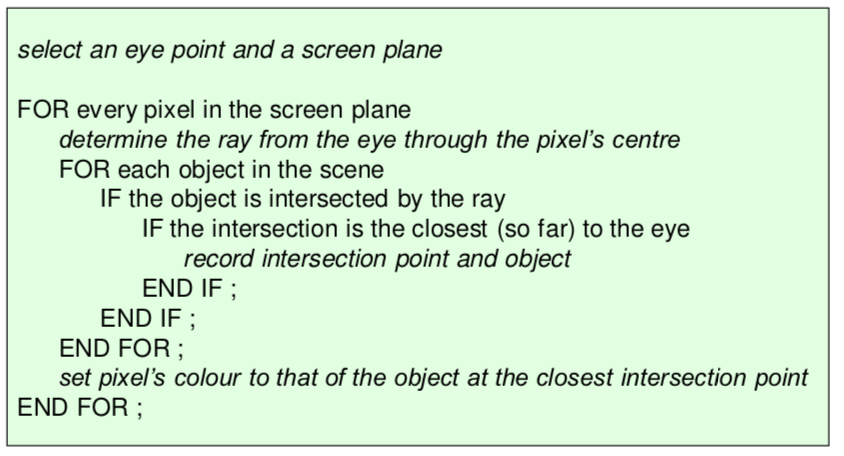 select an eye point and a screen plane
FOR every pixel in the screen plane
determine the ray from the eye through the pixel's centre
FOR each object in the scene
IF the object is intersected by the ray
IF the intersection is the closest (so far) to the eye
record intersection point and object
END IF ;
END IF ;
END FOR ;
set pixel's colour to that of the object at the closest intersection point
END FOR ;